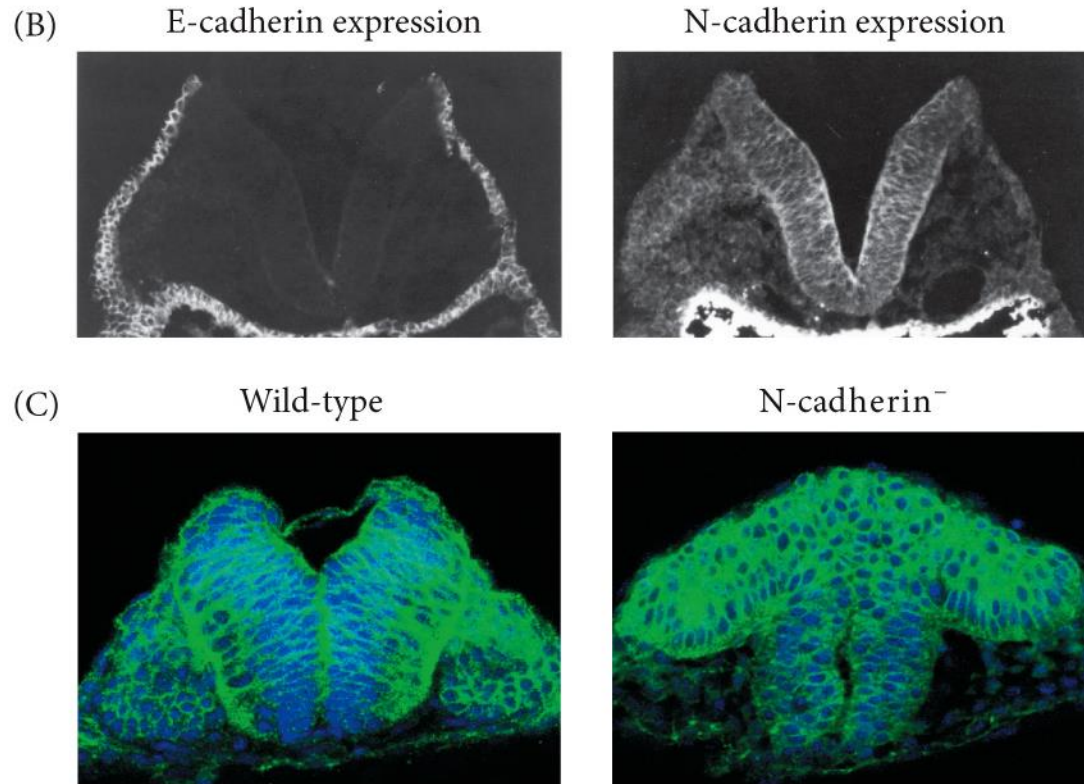 (B)
E-cadherin expression
N-cadherin expression
(C)
Wild-type
N-cadherin⁻